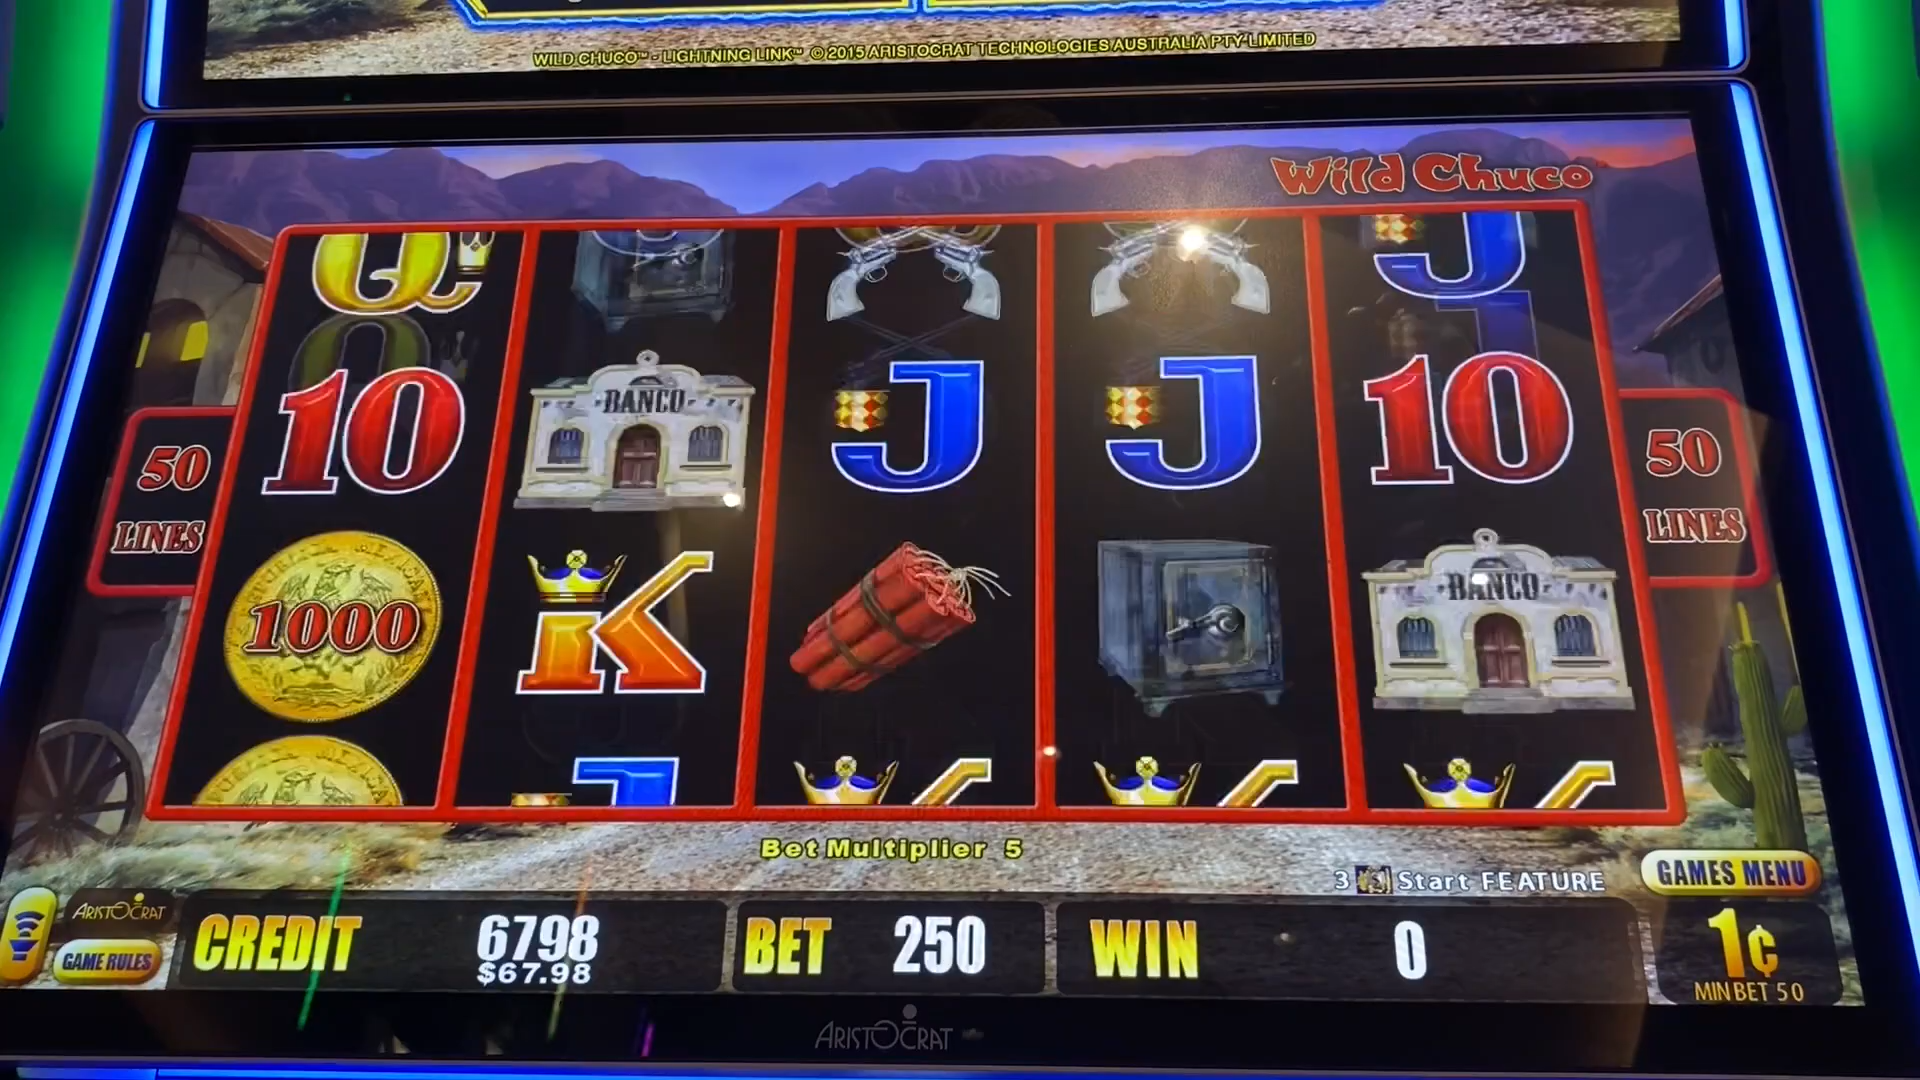 WILD CHUCO™ - LIGHTNING LINK™ © 2015 ARISTOCRAT TECHNOLOGIES AUSTRALIA PTY LIMITED
Wild Chuco
Q J
10 BANCO J J 10
50 LINES
50 LINES
1000 K BANCO
J
Bet Multiplier 5
3 Start FEATURE
GAMES MENU
ARISTOCRAT
GAME RULES
CREDIT 6798
$67.98
BET 250
WIN 0
1¢
MIN BET 50
ARISTOCRAT